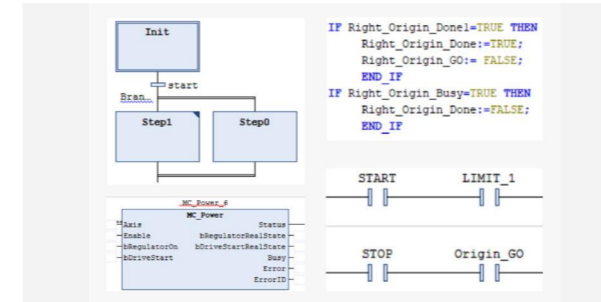 Init
start
Bran...
Step1 Step0
IF Right_Origin_Done1=TRUE THEN
Right_Origin_Done:=TRUE;
Right_Origin_GO:= FALSE;
END_IF
IF Right_Origin_Busy=TRUE THEN
Right_Origin_Done:=FALSE;
END_IF
MC_Power_6
MC_Power
Axis Status
Enable bRegulatorRealState
bRegulatorOn bDriveStartRealState
bDriveStart Busy
Error
ErrorID
START LIMIT_1
STOP Origin_GO